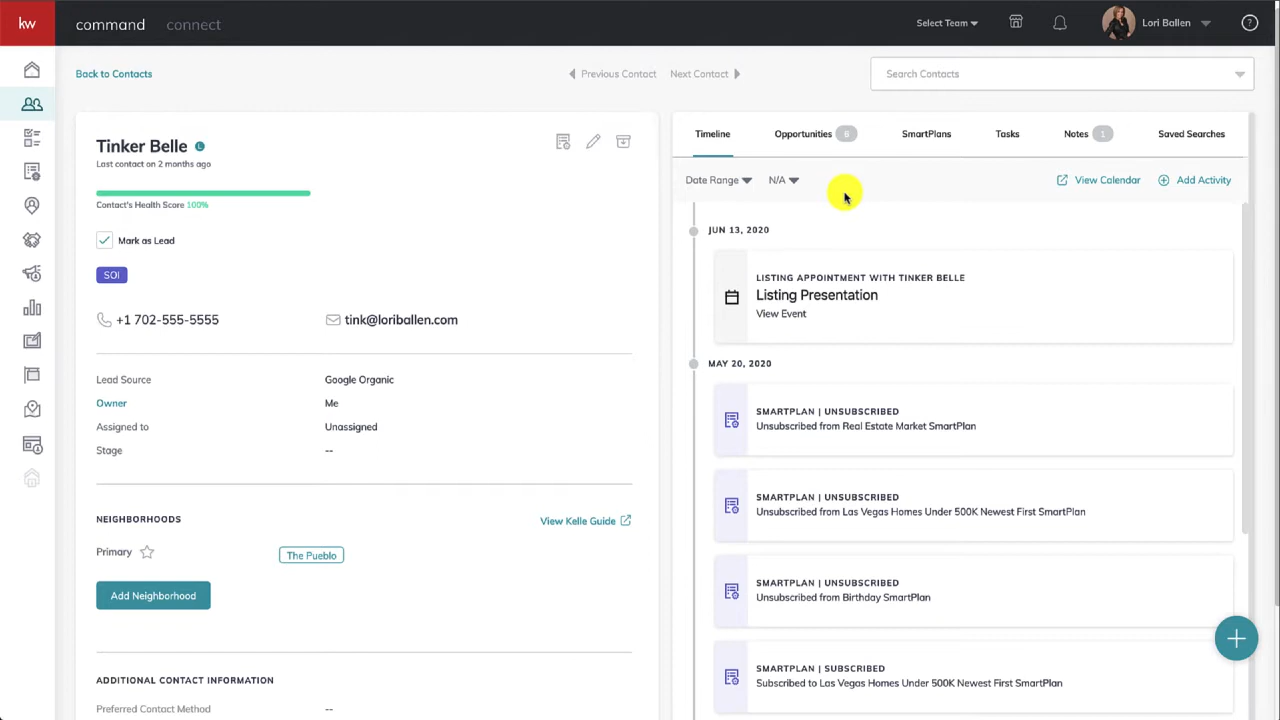 kw
command
connect
Select Team
Lori Ballen
Back to Contacts
Previous Contact
Next Contact
Search Contacts
Tinker Belle
L
Last contact on 2 months ago
Contact's Health Score 100%
Mark as Lead
SOI
+1 702-555-5555
tink@loriballen.com
Lead Source
Google Organic
Owner
Me
Assigned to
Unassigned
Stage
--
NEIGHBORHOODS
View Kelle Guide
Primary
The Pueblo
Add Neighborhood
ADDITIONAL CONTACT INFORMATION
Preferred Contact Method
--
Timeline
Opportunities 6
SmartPlans
Tasks
Notes 1
Saved Searches
Date Range
N/A
View Calendar
Add Activity
JUN 13, 2020
LISTING APPOINTMENT WITH TINKER BELLE
Listing Presentation
View Event
MAY 20, 2020
SMARTPLAN | UNSUBSCRIBED
Unsubscribed from Real Estate Market SmartPlan
SMARTPLAN | UNSUBSCRIBED
Unsubscribed from Las Vegas Homes Under 500K Newest First SmartPlan
SMARTPLAN | UNSUBSCRIBED
Unsubscribed from Birthday SmartPlan
SMARTPLAN | SUBSCRIBED
Subscribed to Las Vegas Homes Under 500K Newest First SmartPlan